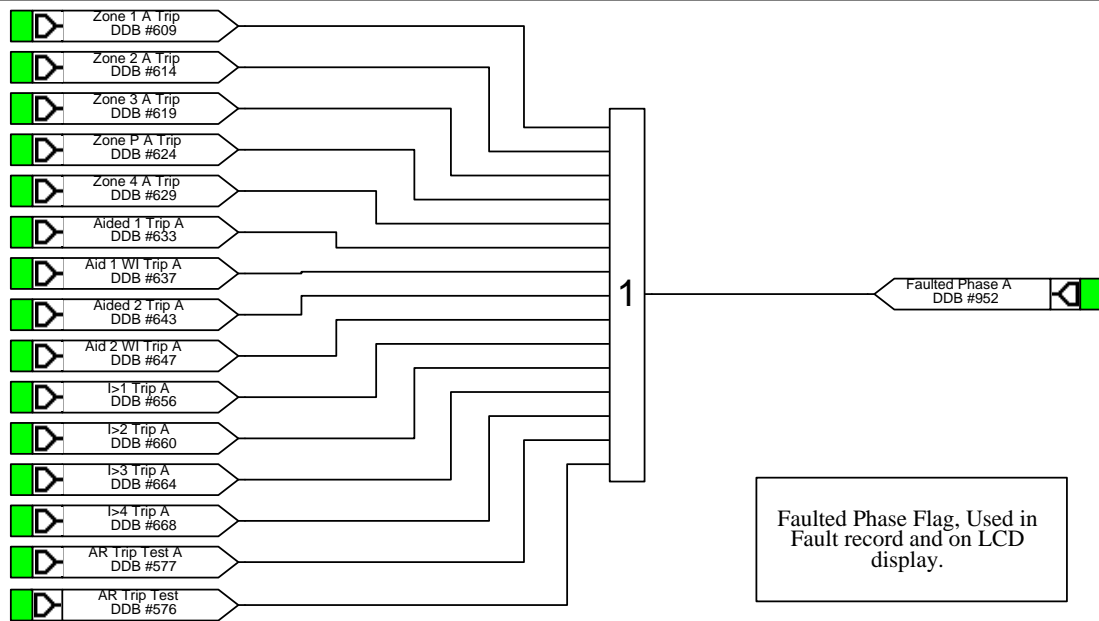 Zone 1 A Trip
DDB #609
Zone 2 A Trip
DDB #614
Zone 3 A Trip
DDB #619
Zone P A Trip
DDB #624
Zone 4 A Trip
DDB #629
Aided 1 Trip A
DDB #633
Aid 1 WI Trip A
DDB #637
Aided 2 Trip A
DDB #643
Aid 2 WI Trip A
DDB #647
I>1 Trip A
DDB #656
I>2 Trip A
DDB #660
I>3 Trip A
DDB #664
I>4 Trip A
DDB #668
AR Trip Test A
DDB #577
AR Trip Test
DDB #576
1
Faulted Phase A
DDB #952
Faulted Phase Flag, Used in
Fault record and on LCD
display.